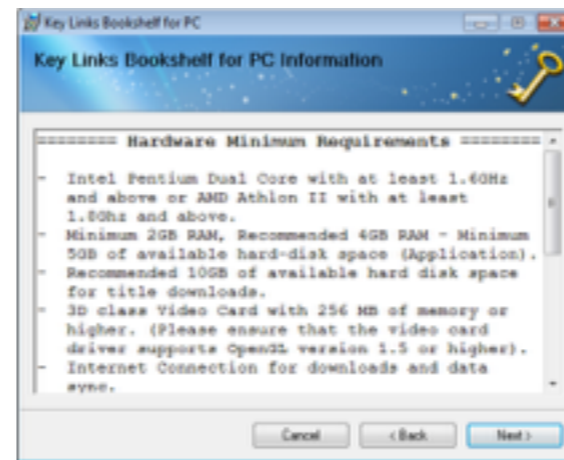 Key Links Bookshelf for PC
Key Links Bookshelf for PC Information
======== Hardware Minimum Requirements ========
- Intel Pentium Dual Core with at least 1.6GHz
and above or AMD Athlon II with at least
1.8Ghz and above.
- Minimum 2GB RAM, Recommended 4GB RAM - Minimum
5GB of available hard-disk space (Application).
- Recommended 10GB of available hard disk space
for title downloads.
- 3D class Video Card with 256 MB of memory or
higher. (Please ensure that the video card
driver supports OpenGL version 1.5 or higher).
- Internet Connection for downloads and data
sync.
Cancel
< Back
Next >